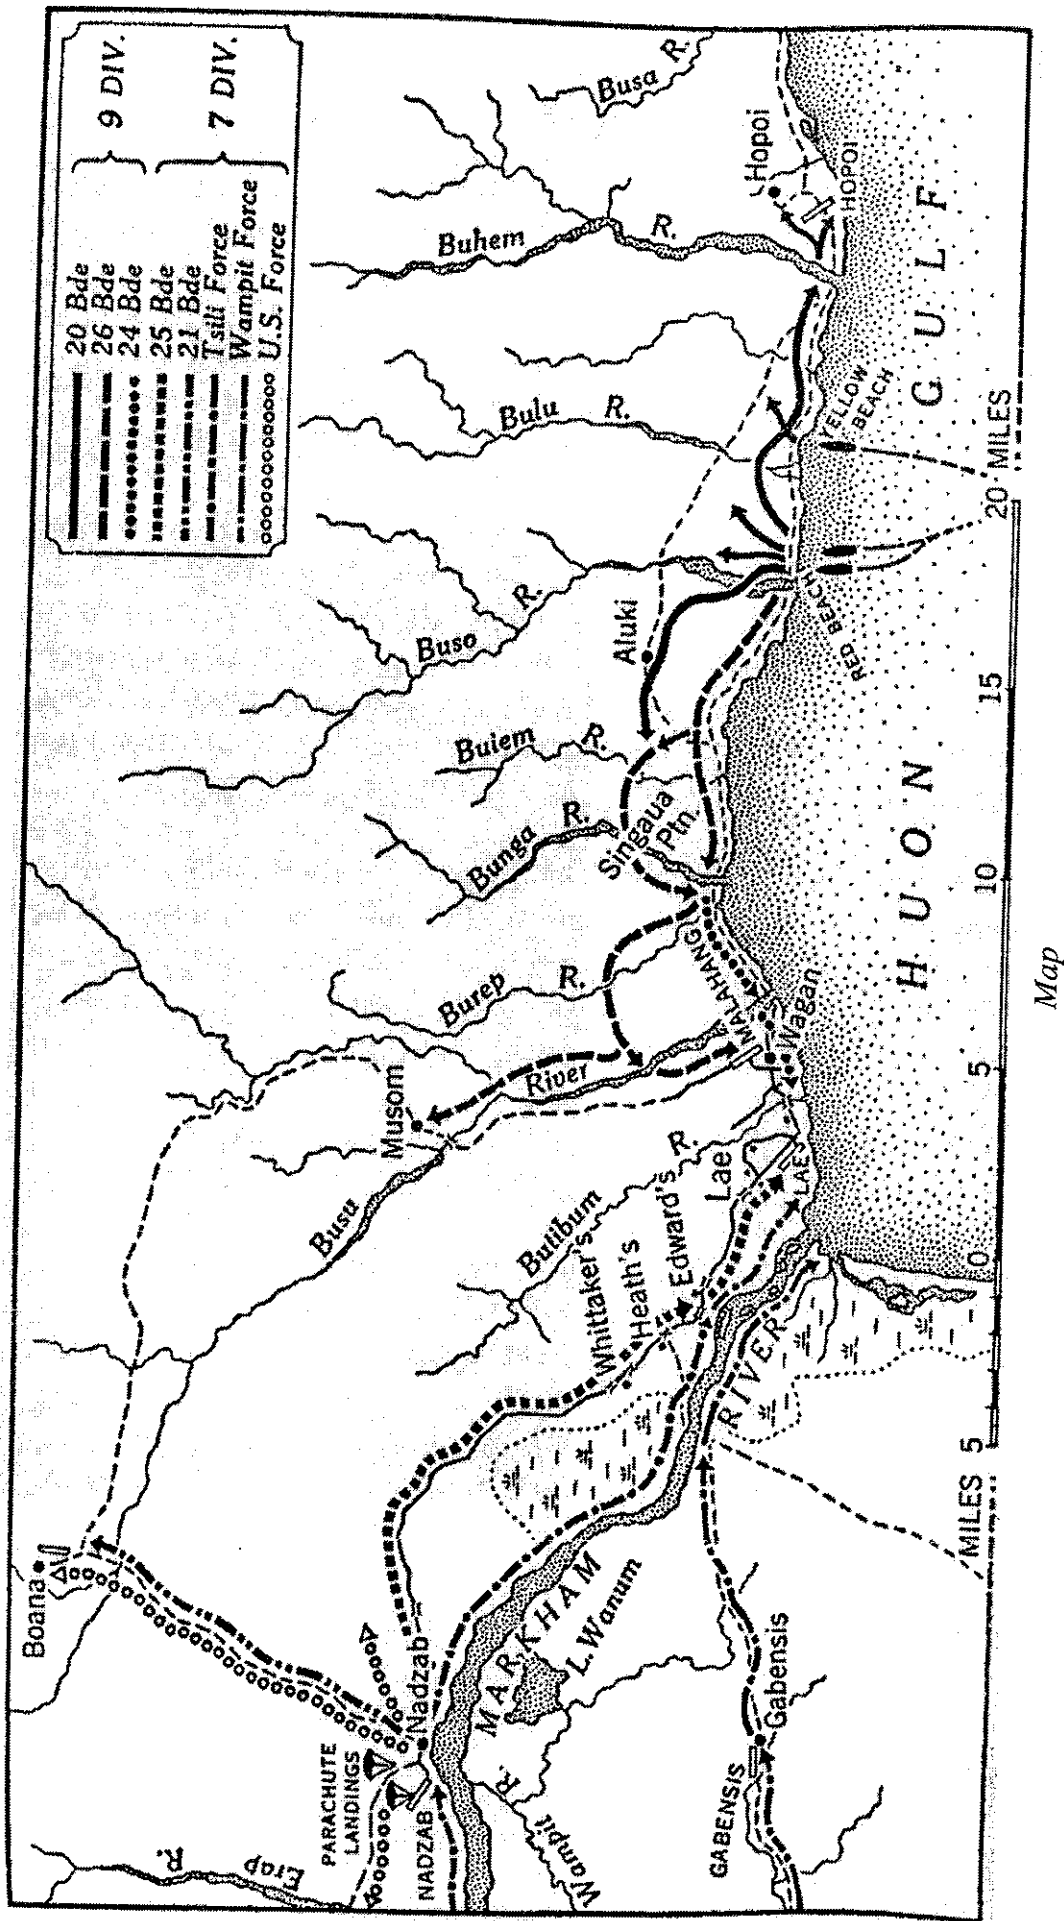 20 Bde
26 Bde
24 Bde
9 DIV.
25 Bde
21 Bde
Tsili Force
Wampit Force
U.S. Force
7 DIV.
Boana
Erap R.
PARACHUTE
LANDINGS
NADZAB
Nadzab
MARKHAM
RIVER
L. Wanum
Wampit R.
GABENSIS
Gabensis
Busu
River
Musom
Butibum R.
Whittaker's
Heath's
Edward's
Lae
LAE
Burep R.
MALAHANG
Wagan
Bunga R.
Singaua
Ptn.
Buiem R.
Buso R.
Aluki
RED BEACH
Bulu R.
YELLOW
BEACH
Buhem R.
Busa R.
Hopoi
HOPOI
HUON GULF
MILES 5 0 5 10 15 20 MILES
Map